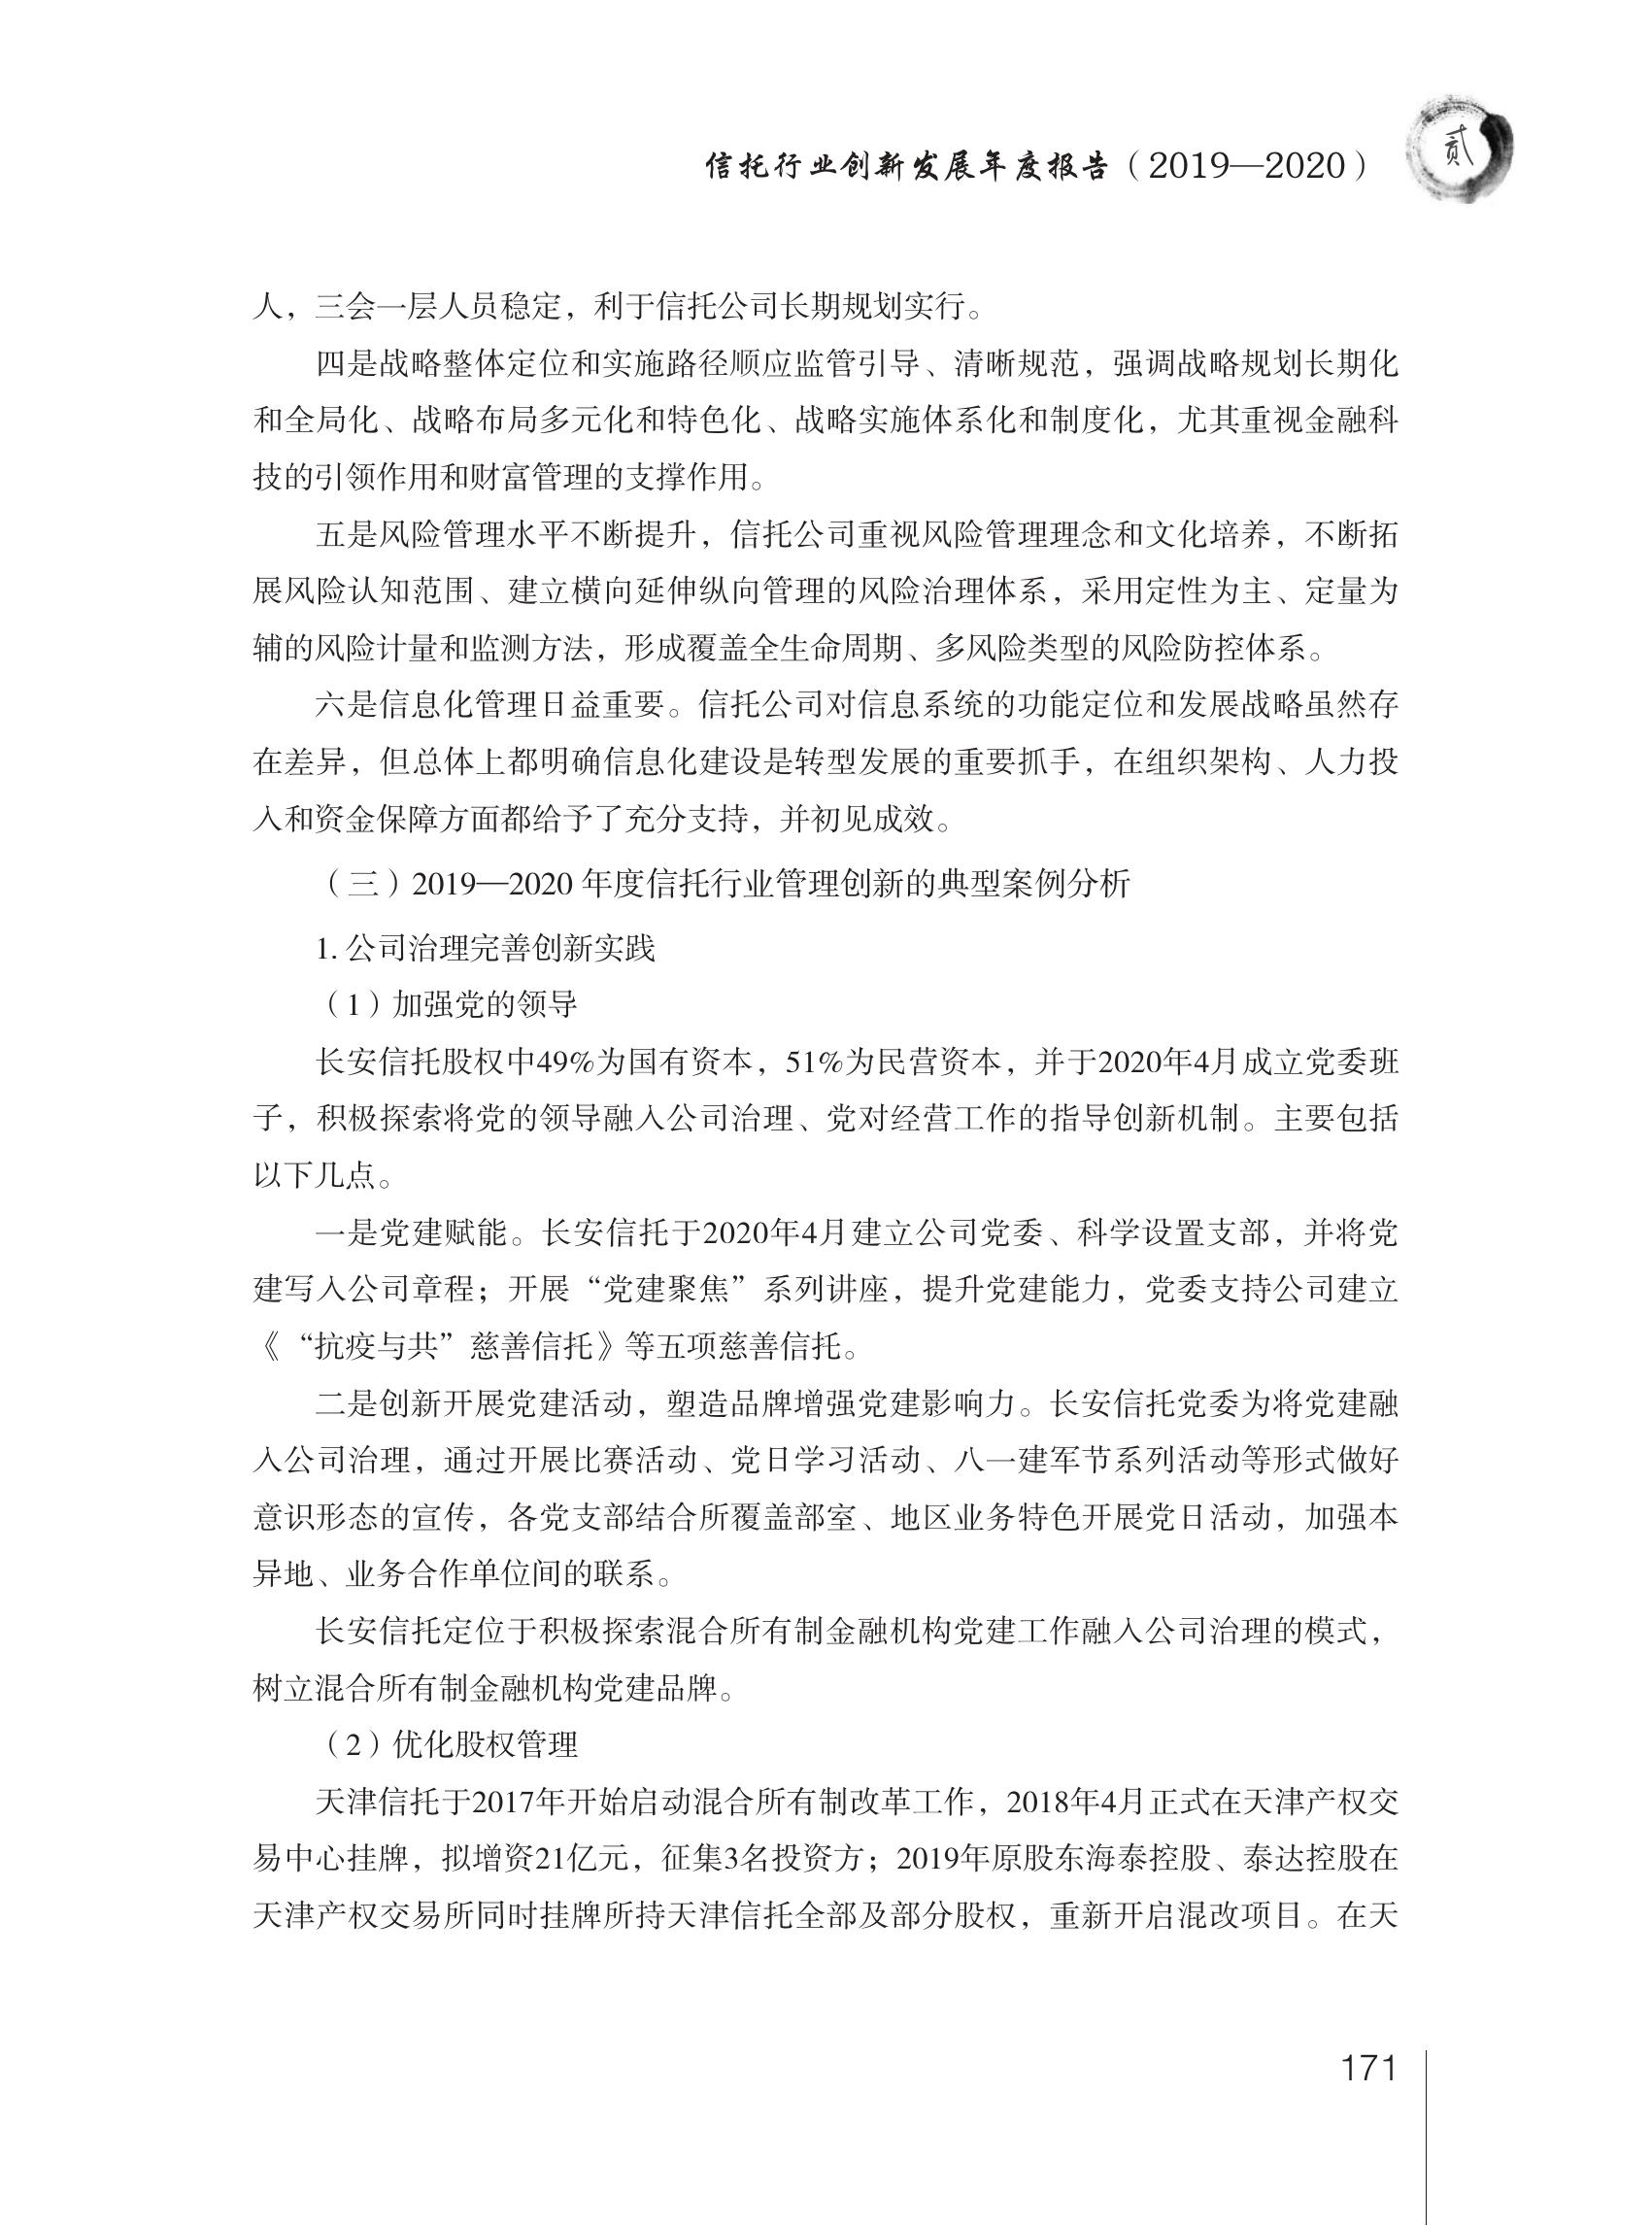 信托行业创新发展年度报告（2019—2020）
贰
人，三会一层人员稳定，利于信托公司长期规划实行。
四是战略整体定位和实施路径顺应监管引导、清晰规范，强调战略规划长期化
和全局化、战略布局多元化和特色化、战略实施体系化和制度化，尤其重视金融科
技的引领作用和财富管理的支撑作用。
五是风险管理水平不断提升，信托公司重视风险管理理念和文化培养，不断拓
展风险认知范围、建立横向延伸纵向管理的风险治理体系，采用定性为主、定量为
辅的风险计量和监测方法，形成覆盖全生命周期、多风险类型的风险防控体系。
六是信息化管理日益重要。信托公司对信息系统的功能定位和发展战略虽然存
在差异，但总体上都明确信息化建设是转型发展的重要抓手，在组织架构、人力投
入和资金保障方面都给予了充分支持，并初见成效。
（三）2019—2020 年度信托行业管理创新的典型案例分析
1. 公司治理完善创新实践
（1）加强党的领导
长安信托股权中49%为国有资本，51%为民营资本，并于2020年4月成立党委班
子，积极探索将党的领导融入公司治理、党对经营工作的指导创新机制。主要包括
以下几点。
一是党建赋能。长安信托于2020年4月建立公司党委、科学设置支部，并将党
建写入公司章程；开展“党建聚焦”系列讲座，提升党建能力，党委支持公司建立
《“抗疫与共”慈善信托》等五项慈善信托。
二是创新开展党建活动，塑造品牌增强党建影响力。长安信托党委为将党建融
入公司治理，通过开展比赛活动、党日学习活动、八一建军节系列活动等形式做好
意识形态的宣传，各党支部结合所覆盖部室、地区业务特色开展党日活动，加强本
异地、业务合作单位间的联系。
长安信托定位于积极探索混合所有制金融机构党建工作融入公司治理的模式，
树立混合所有制金融机构党建品牌。
（2）优化股权管理
天津信托于2017年开始启动混合所有制改革工作，2018年4月正式在天津产权交
易中心挂牌，拟增资21亿元，征集3名投资方；2019年原股东海泰控股、泰达控股在
天津产权交易所同时挂牌所持天津信托全部及部分股权，重新开启混改项目。在天
171